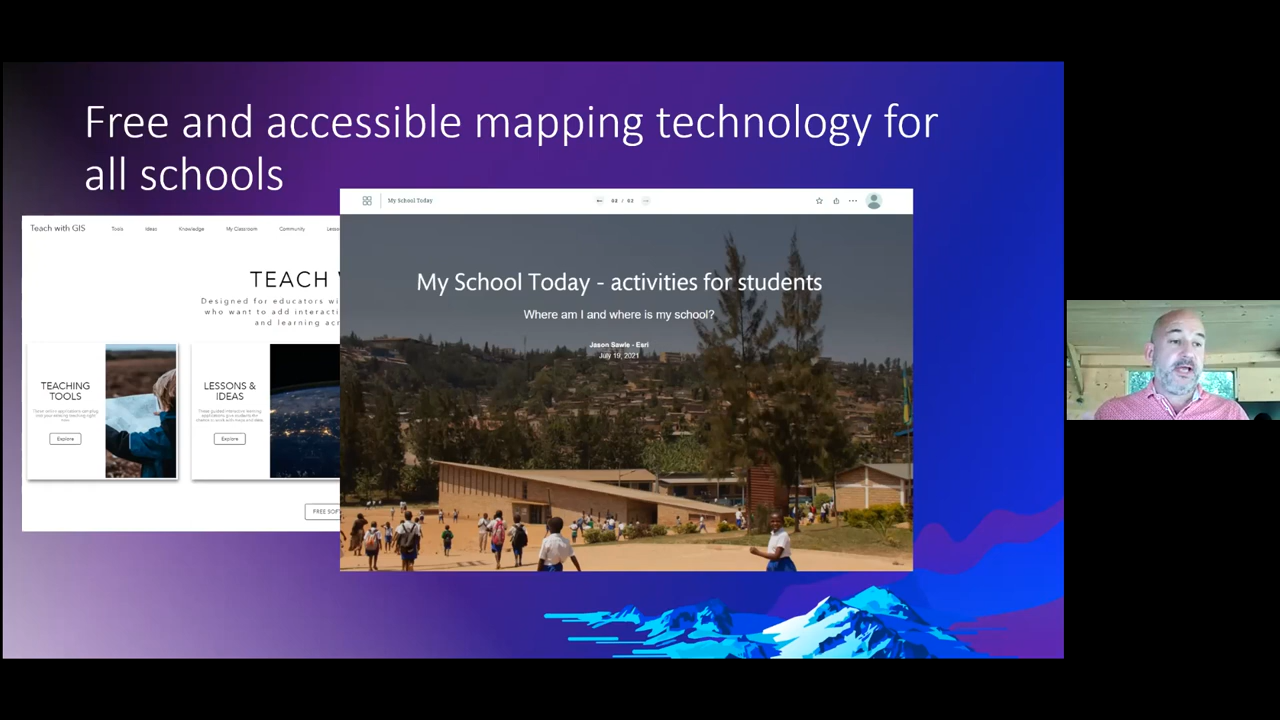 Free and accessible mapping technology for
all schools
My School Today
Teach with GIS
Tools
Ideas
Knowledge
My Classroom
Community
TEACH
Designed for educators
who want to add
and learning
TEACHING
TOOLS
Explore
LESSONS &
IDEAS
Explore
FREE
My School Today - activities for students
Where am I and where is my school?
Jason Sawle - Esri
July 19, 2021